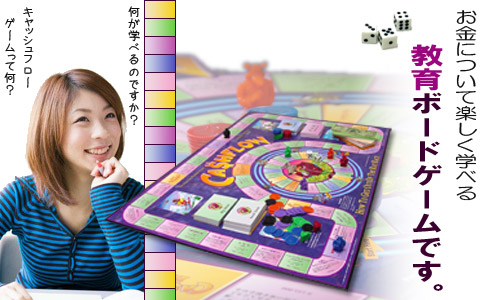 お金について楽しく学べる
教育ボードゲームです。
何が学べるのですか?
キャッシュフロー
ゲームって何?
CASHFLOW